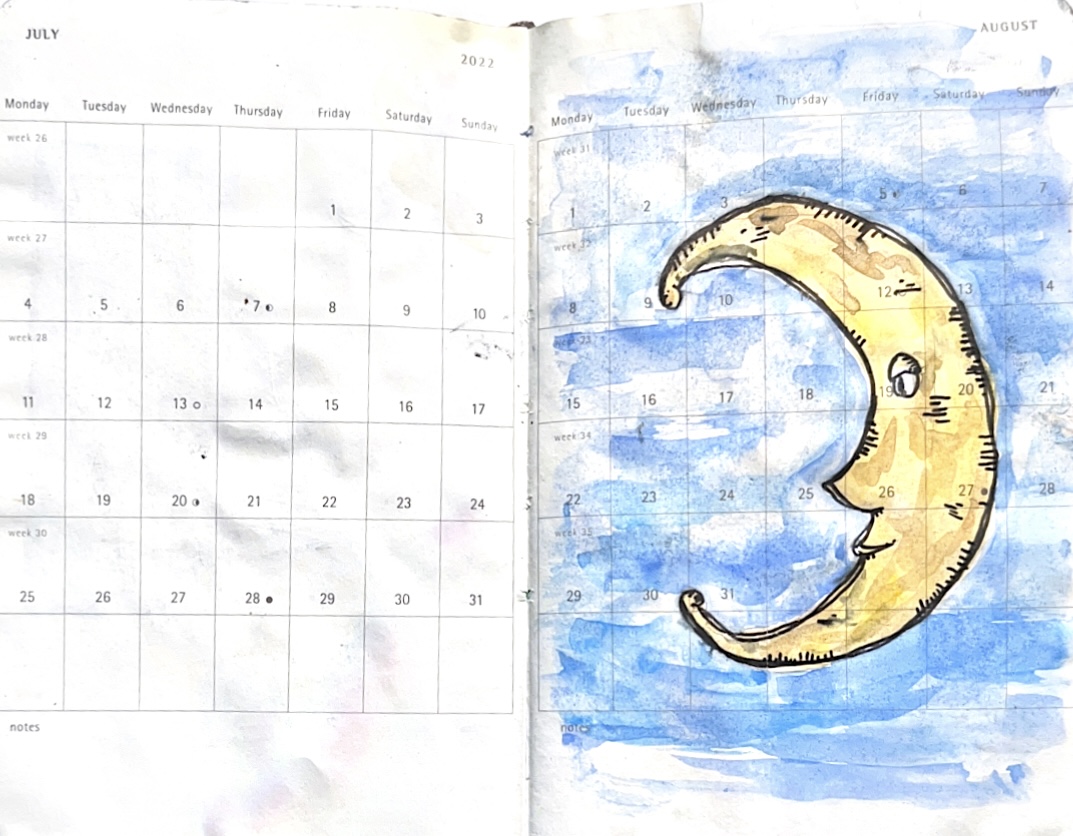 JULY
2022
Monday Tuesday Wednesday Thursday Friday Saturday Sunday
week 26
1 2 3
week 27
4 5 6 7 8 9 10
week 28
11 12 13 14 15 16 17
week 29
18 19 20 21 22 23 24
week 30
25 26 27 28 29 30 31
notes
AUGUST
Monday Tuesday Wednesday Thursday Friday Saturday Sunday
week 31
1 2 3 4 5 6 7
8 9 10 12 13 14
15 16 17 18 19 20 21
week 34
22 23 24 25 26 27 28
week 35
29 30 31
notes